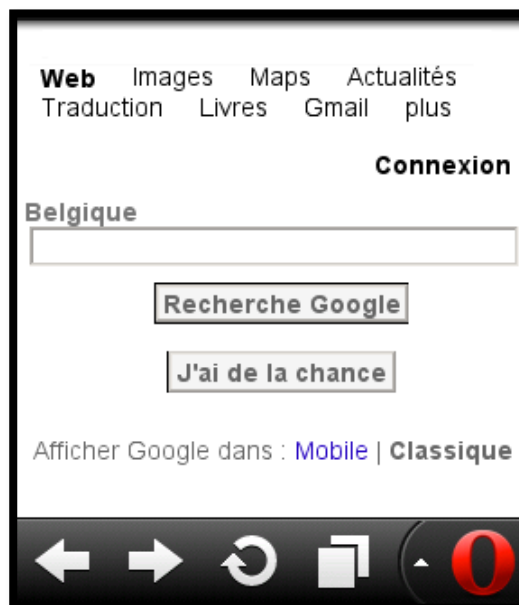 Web Images Maps Actualités
Traduction Livres Gmail plus
Connexion
Belgique
Recherche Google
J'ai de la chance
Afficher Google dans : Mobile | Classique